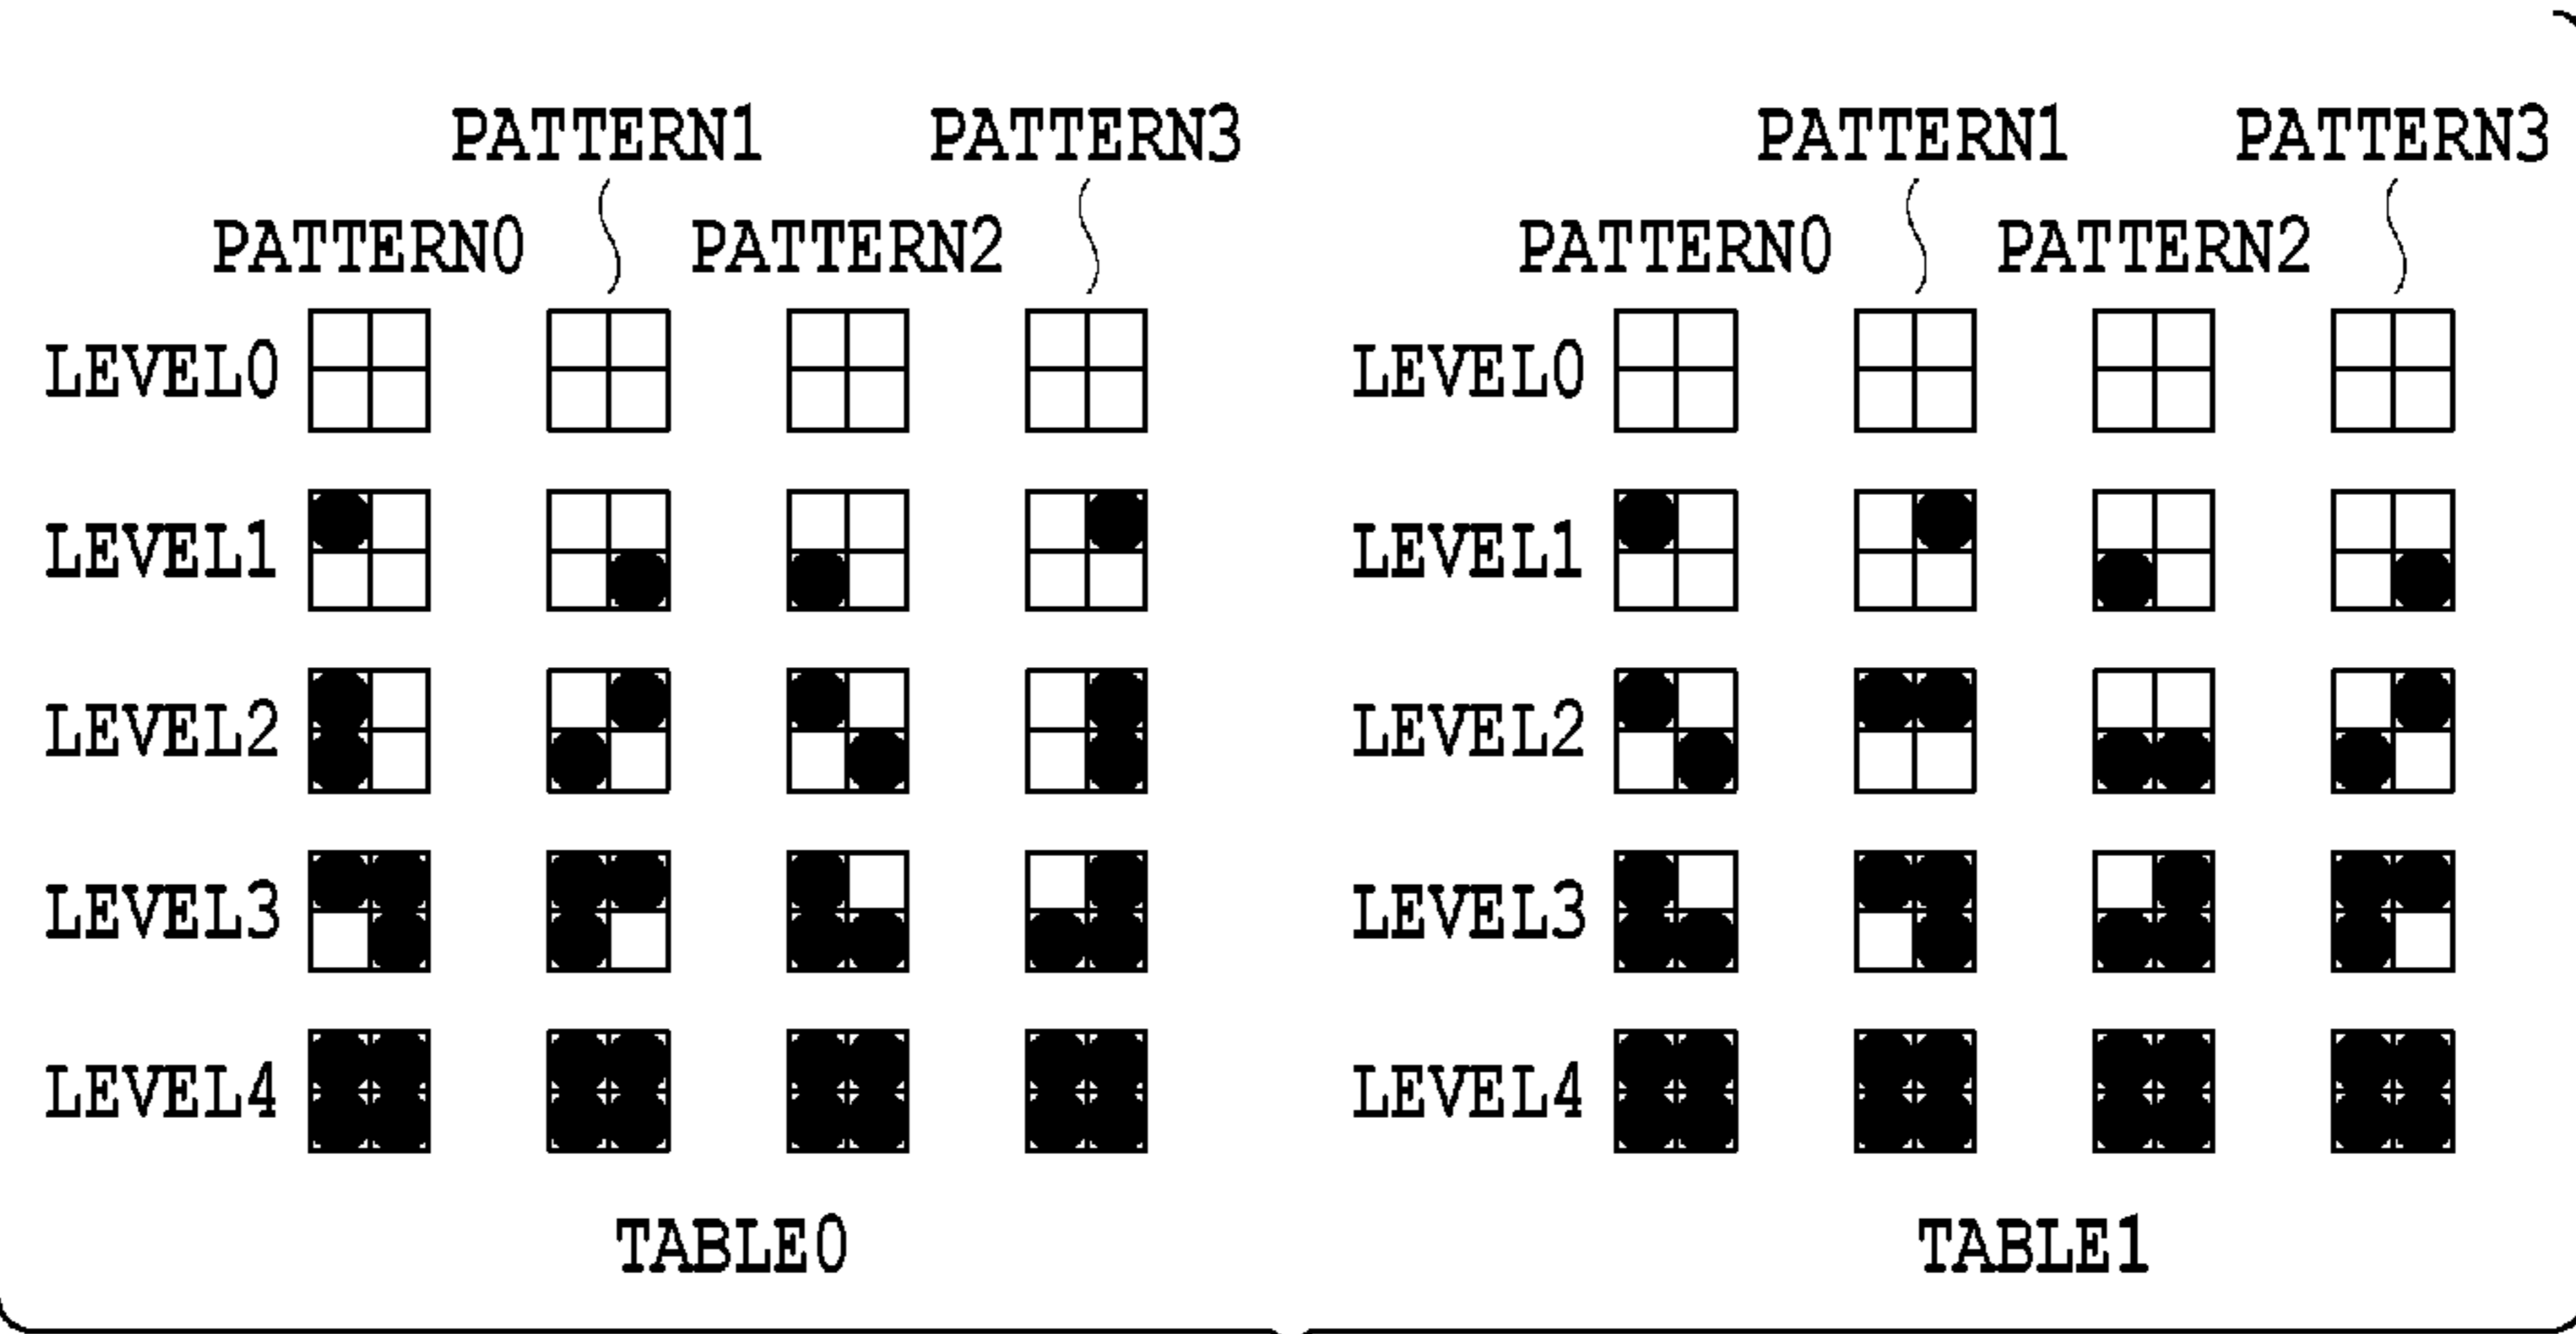 PATTERN1 PATTERN3 PATTERN1 PATTERN3
PATTERN0 PATTERN2 PATTERN0 PATTERN2
LEVEL0 LEVEL0
LEVEL1 LEVEL1
LEVEL2 LEVEL2
LEVEL3 LEVEL3
LEVEL4 LEVEL4
TABLE0 TABLE1